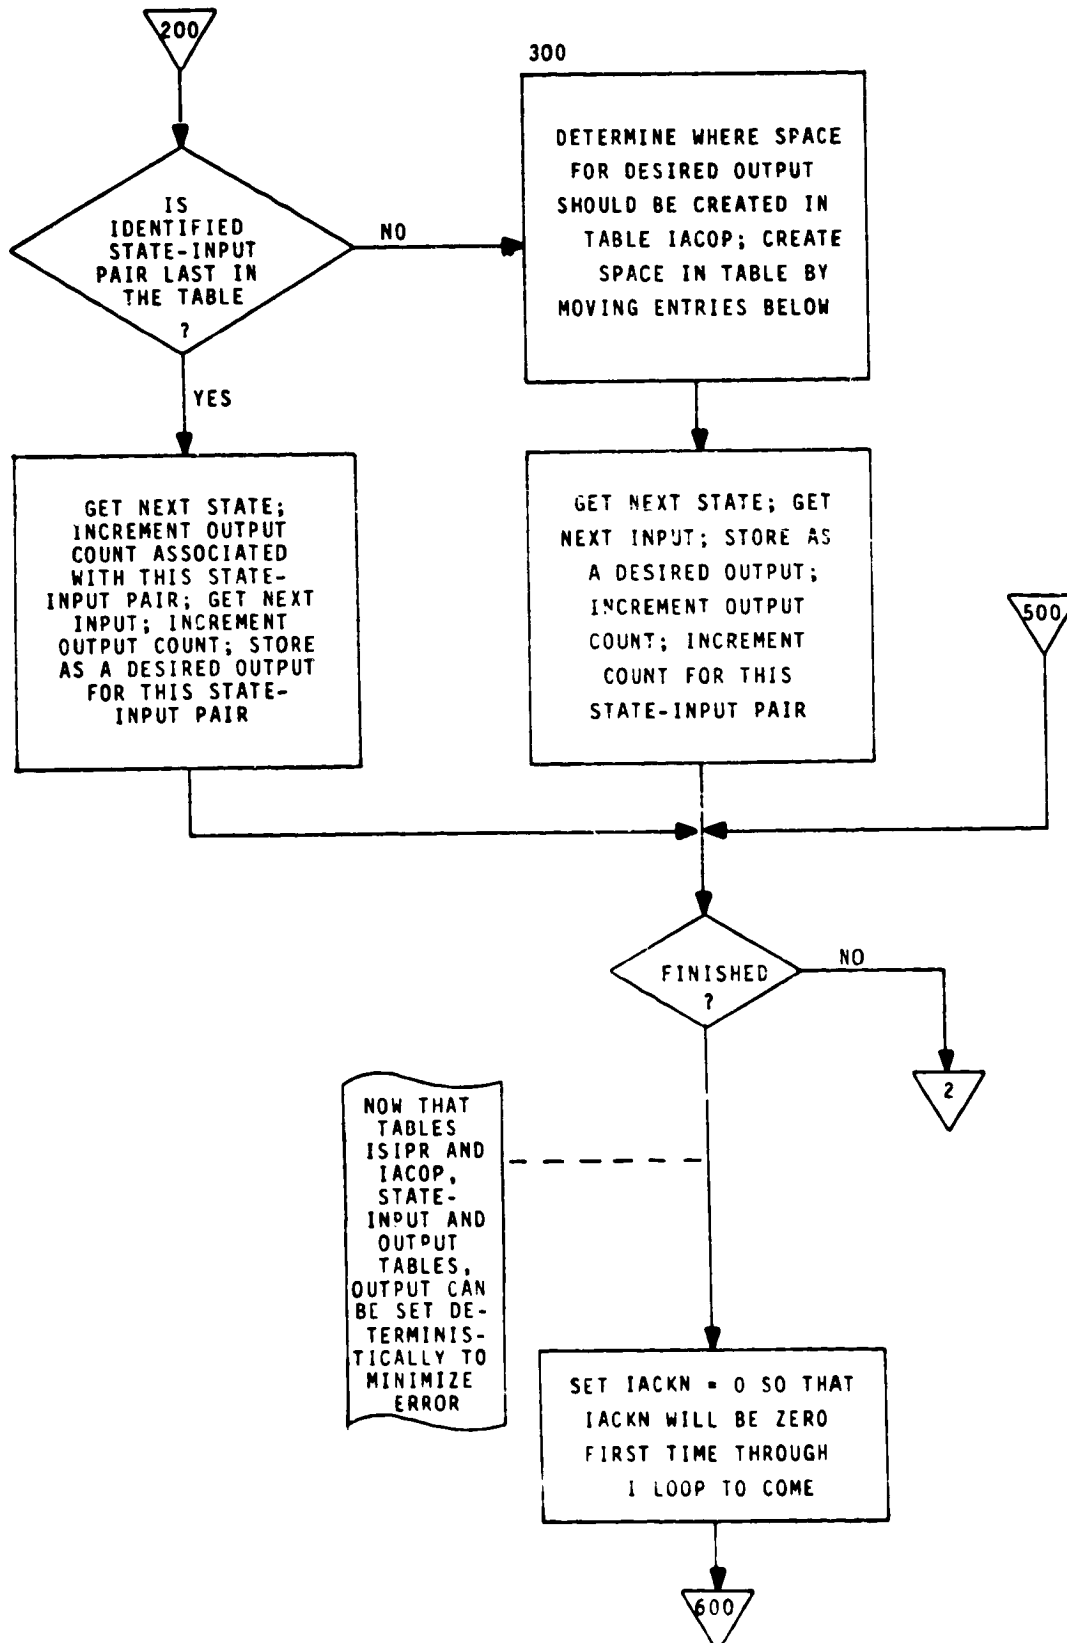 200
IS
IDENTIFIED
STATE-INPUT
PAIR LAST IN
THE TABLE
?
NO
YES
300
DETERMINE WHERE SPACE
FOR DESIRED OUTPUT
SHOULD BE CREATED IN
TABLE IACOP; CREATE
SPACE IN TABLE BY
MOVING ENTRIES BELOW
GET NEXT STATE;
INCREMENT OUTPUT
COUNT ASSOCIATED
WITH THIS STATE-
INPUT PAIR; GET NEXT
INPUT; INCREMENT
OUTPUT COUNT; STORE
AS A DESIRED OUTPUT
FOR THIS STATE-
INPUT PAIR
GET NEXT STATE; GET
NEXT INPUT; STORE AS
A DESIRED OUTPUT;
INCREMENT OUTPUT
COUNT; INCREMENT
COUNT FOR THIS
STATE-INPUT PAIR
500
FINISHED
?
NO
2
NOW THAT
TABLES
ISIPR AND
IACOP,
STATE-
INPUT AND
OUTPUT
TABLES,
OUTPUT CAN
BE SET DE-
TERMINIS-
TICALLY TO
MINIMIZE
ERROR
SET IACKN = 0 SO THAT
IACKN WILL BE ZERO
FIRST TIME THROUGH
I LOOP TO COME
600